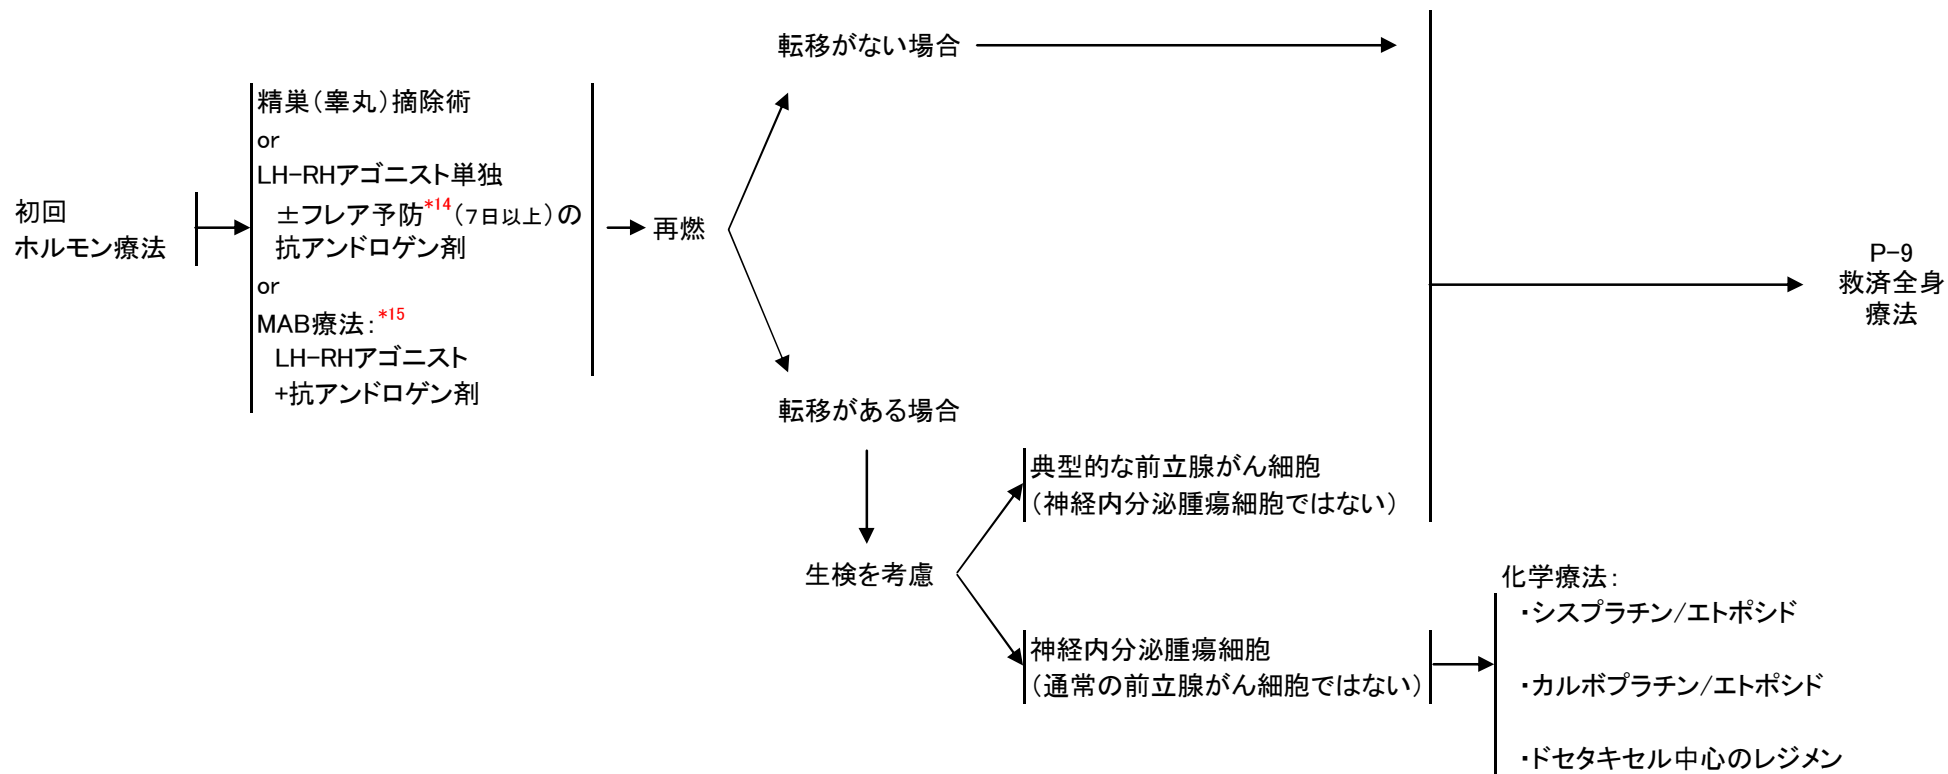 転移がない場合
精巣(睾丸)摘除術
or
LH-RHアゴニスト単独
±フレア予防*14(7日以上)の
抗アンドロゲン剤
or
MAB療法:*15
LH-RHアゴニスト
+抗アンドロゲン剤
初回
ホルモン療法
再燃
P-9
救済全身
療法
転移がある場合
典型的な前立腺がん細胞
(神経内分泌腫瘍細胞ではない)
生検を考慮
神経内分泌腫瘍細胞
(通常の前立腺がん細胞ではない)
化学療法:
・シスプラチン/エトポシド
・カルボプラチン/エトポシド
・ドセタキセル中心のレジメン